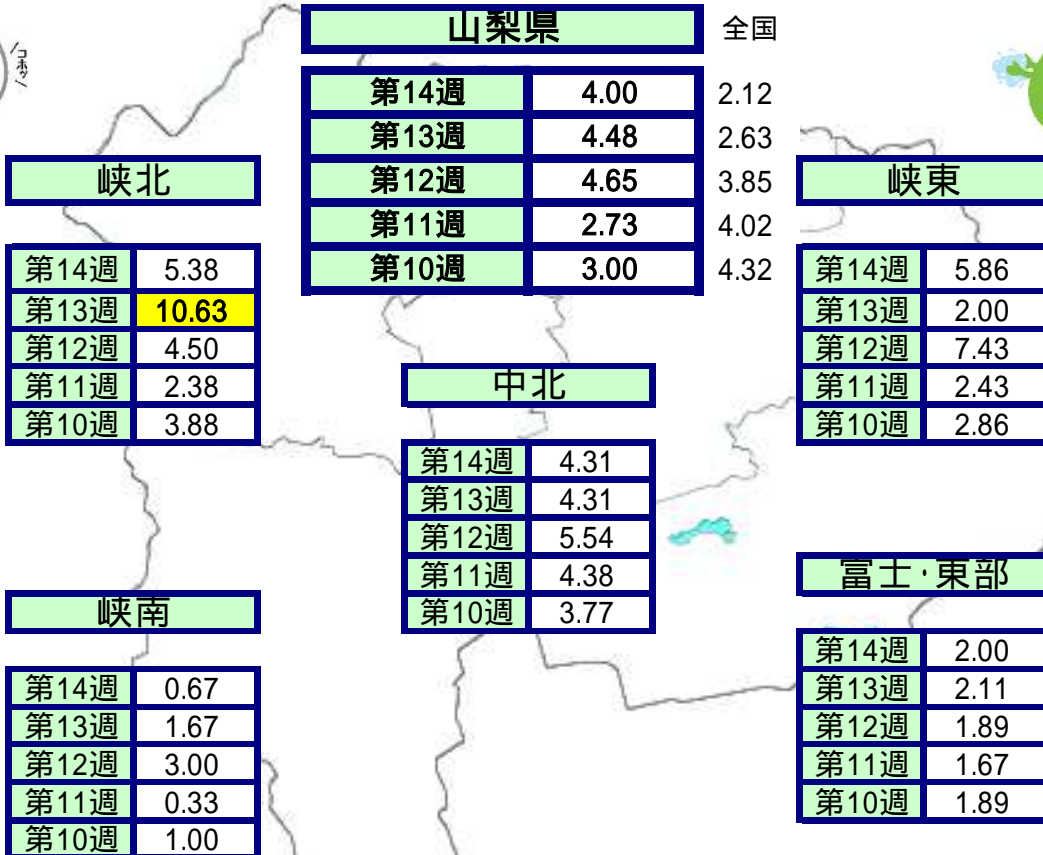 山梨県 全国
第14週 4.00 2.12
第13週 4.48 2.63
第12週 4.65 3.85
第11週 2.73 4.02
第10週 3.00 4.32
コホッ
峡北
第14週 5.38
第13週 10.63
第12週 4.50
第11週 2.38
第10週 3.88
峡東
第14週 5.86
第13週 2.00
第12週 7.43
第11週 2.43
第10週 2.86
中北
第14週 4.31
第13週 4.31
第12週 5.54
第11週 4.38
第10週 3.77
峡南
第14週 0.67
第13週 1.67
第12週 3.00
第11週 0.33
第10週 1.00
富士・東部
第14週 2.00
第13週 2.11
第12週 1.89
第11週 1.67
第10週 1.89